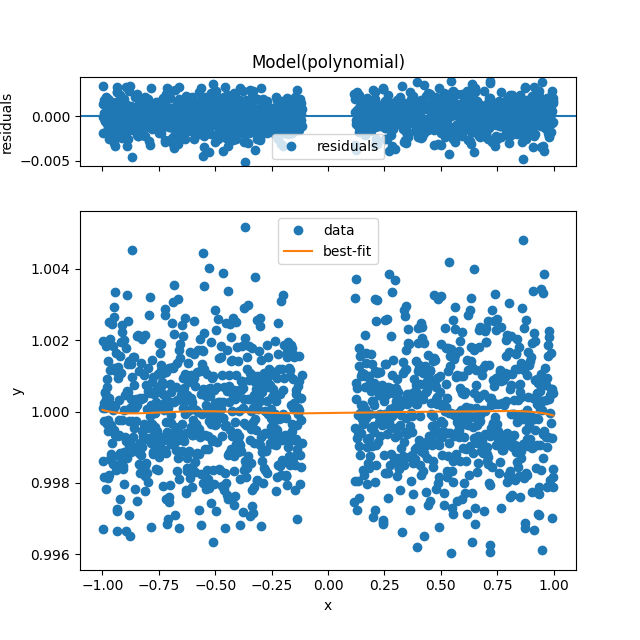 Model(polynomial)
residuals
0.000
−0.005
residuals
data
best-fit
y
1.004
1.002
1.000
0.998
0.996
−1.00 −0.75 −0.50 −0.25 0.00 0.25 0.50 0.75 1.00
x